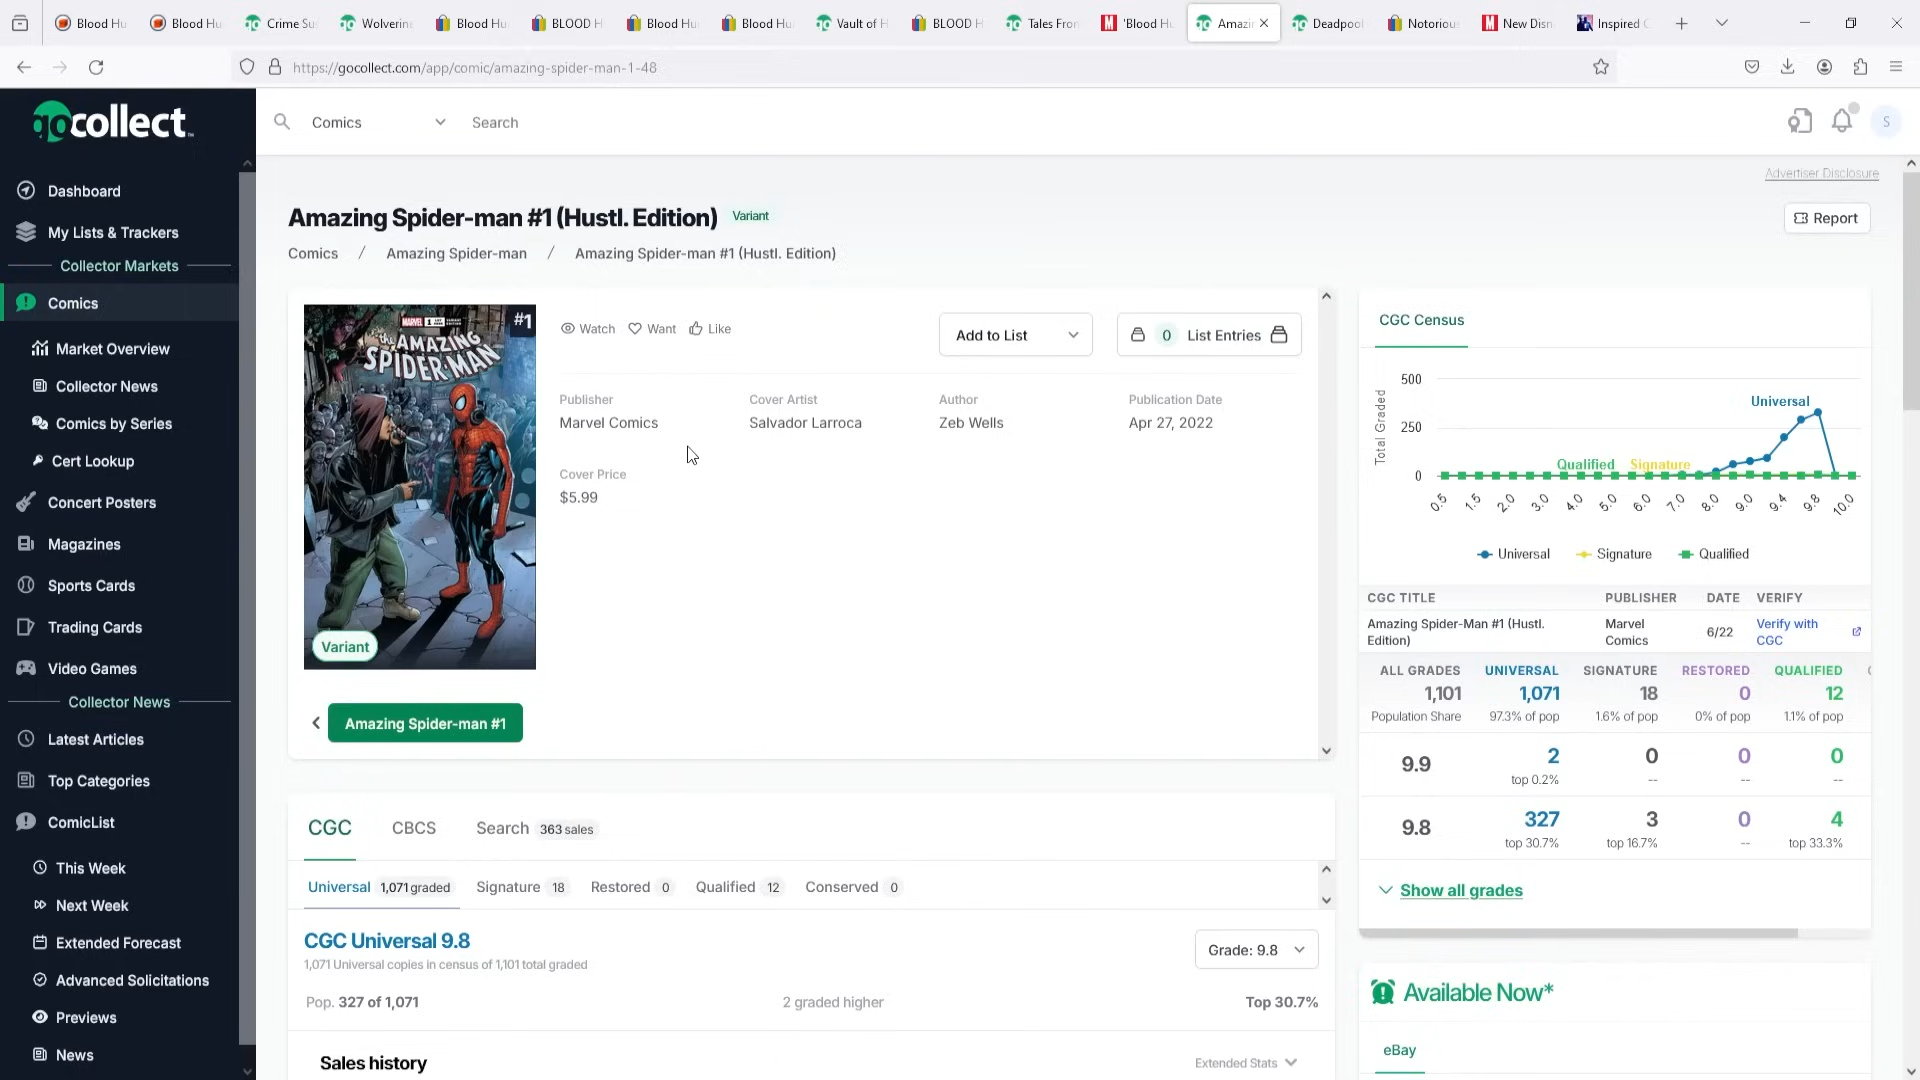 Blood Hu
Blood Hu
Crime Su
Wolverin
Blood Hu
BLOOD H
Blood Hu
Blood Hu
Vault of H
BLOOD H
Tales Fron
'Blood Hu
Amazin
Deadpool
Notorious
New Disn
Inspired C
https://gocollect.com/app/comic/amazing-spider-man-1-48
gocollect
Comics
Search
S
Dashboard
My Lists & Trackers
Collector Markets
Comics
Market Overview
Collector News
Comics by Series
Cert Lookup
Concert Posters
Magazines
Sports Cards
Trading Cards
Video Games
Collector News
Latest Articles
Top Categories
ComicList
This Week
Next Week
Extended Forecast
Advanced Solicitations
Previews
News
Advertiser Disclosure
Amazing Spider-man #1 (Hustl. Edition) Variant
Report
Comics / Amazing Spider-man / Amazing Spider-man #1 (Hustl. Edition)
#1
MARVEL
THE AMAZING
SPIDER-MAN
Variant
Watch Want Like
Add to List
0 List Entries
Publisher
Marvel Comics
Cover Artist
Salvador Larroca
Author
Zeb Wells
Publication Date
Apr 27, 2022
Cover Price
$5.99
Amazing Spider-man #1
CGC CBCS Search 363 sales
Universal 1,071 graded Signature 18 Restored 0 Qualified 12 Conserved 0
CGC Universal 9.8
1,071 Universal copies in census of 1,101 total graded
Grade: 9.8
Pop. 327 of 1,071
2 graded higher
Top 30.7%
Sales history
Extended Stats
CGC Census
Total Graded
500
250
0
Universal
Qualified
Signature
0.5 1.5 2.0 3.0 4.0 5.0 6.0 7.0 8.0 9.0 9.4 9.8 10.0
Universal Signature Qualified
CGC TITLE PUBLISHER DATE VERIFY
Amazing Spider-Man #1 (Hustl.
Edition)
Marvel
Comics
6/22
Verify with
CGC
ALL GRADES UNIVERSAL SIGNATURE RESTORED QUALIFIED
1,101 1,071 18 0 12
Population Share 97.3% of pop 1.6% of pop 0% of pop 1.1% of pop
9.9 2 0 0 0
top 0.2% -- -- --
9.8 327 3 0 4
top 30.7% top 16.7% -- top 33.3%
Show all grades
Available Now*
eBay